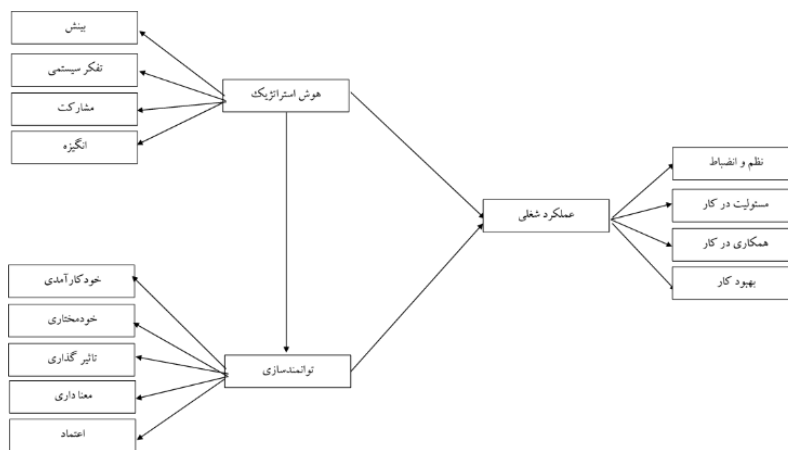 بینش
تفکر سیستمی
مشارکت
انگیزه
هوش استراتژیک
نظم و انضباط
مسئولیت در کار
همکاری در کار
بهبود کار
عملکرد شغلی
خودکارآمدی
خودمختاری
تاثیر گذاری
معنا داری
اعتماد
توانمندسازی